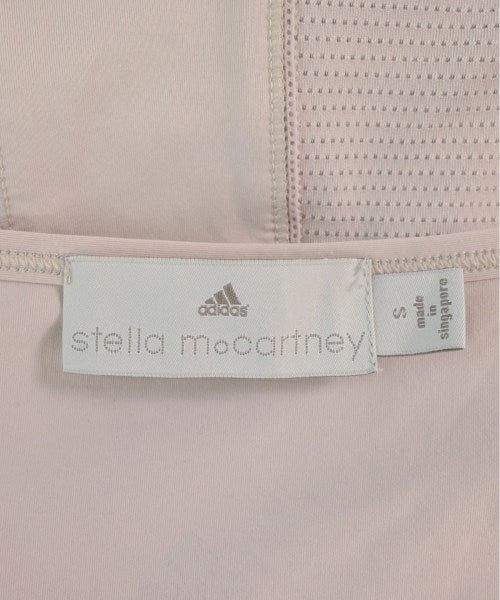 adidas
stella mccartney
S
made
in
singapore